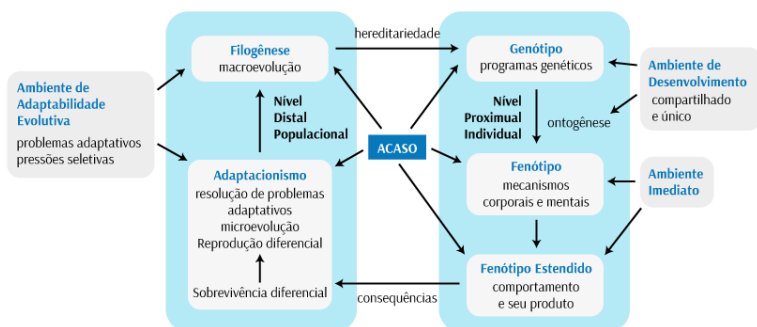 Ambiente de
Adaptabilidade
Evolutiva
problemas adaptativos
pressões seletivas
Filogênese
macroevolução
Nível
Distal
Populacional
Adaptacionismo
resolução de problemas
adaptativos
microevolução
Reprodução diferencial
Sobrevivência diferencial
hereditariedade
ACASO
consequências
Genótipo
programas genéticos
Nível
Proximal
Individual
ontogênese
Fenótipo
mecanismos
corporais e mentais
Fenótipo Estendido
comportamento
e seu produto
Ambiente de
Desenvolvimento
compartilhado
e único
Ambiente
Imediato